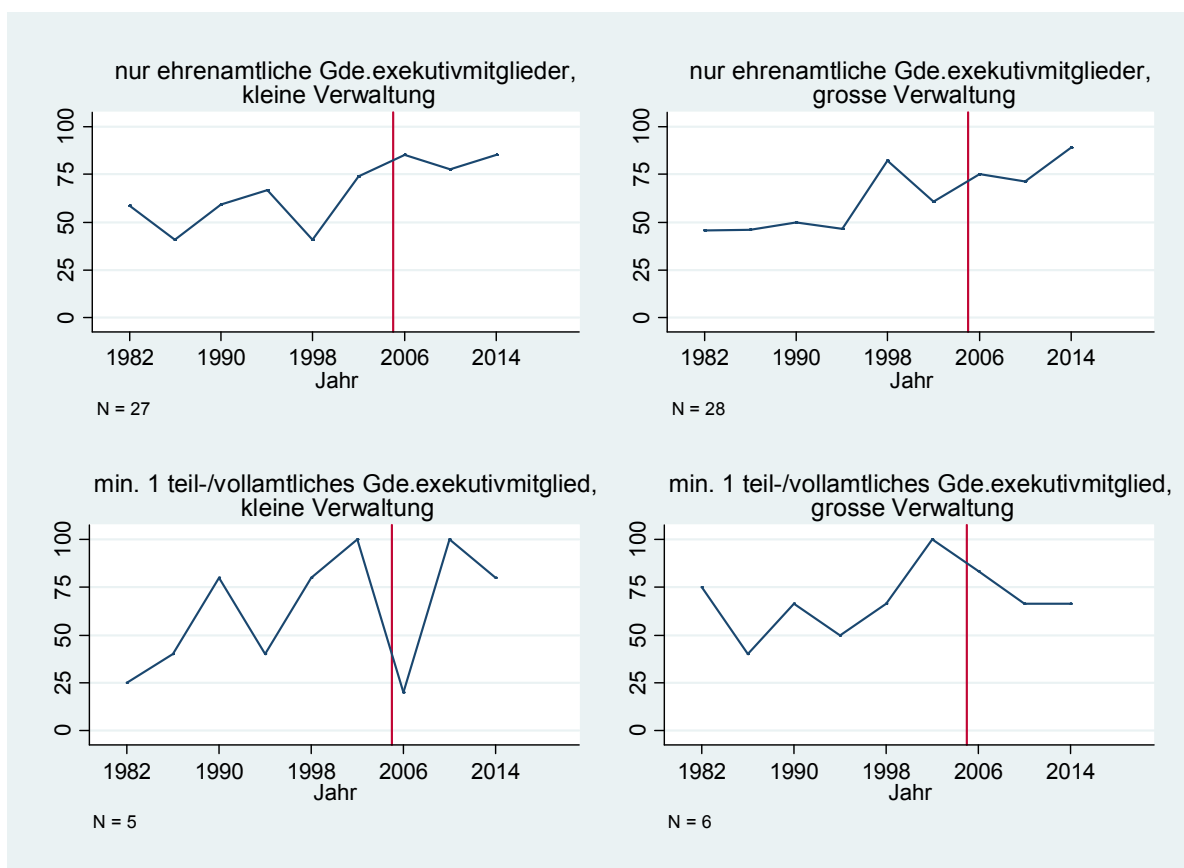 nur ehrenamtliche Gde.exekutivmitglieder,
kleine Verwaltung
100
75
50
25
0
1982 1990 1998 2006 2014
Jahr
N = 27
nur ehrenamtliche Gde.exekutivmitglieder,
grosse Verwaltung
100
75
50
25
0
1982 1990 1998 2006 2014
Jahr
N = 28
min. 1 teil-/vollamtliches Gde.exekutivmitglied,
kleine Verwaltung
100
75
50
25
0
1982 1990 1998 2006 2014
Jahr
N = 5
min. 1 teil-/vollamtliches Gde.exekutivmitglied,
grosse Verwaltung
100
75
50
25
0
1982 1990 1998 2006 2014
Jahr
N = 6